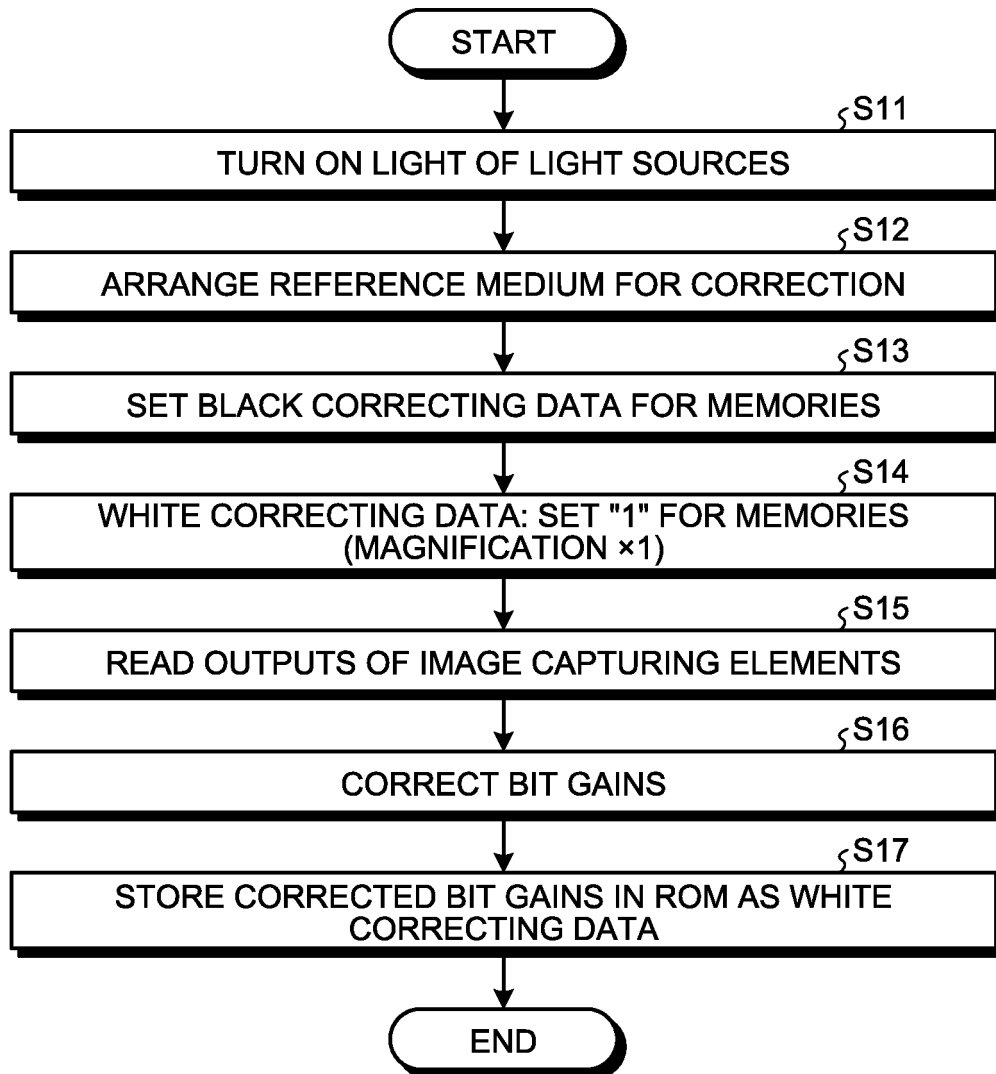 START
S11
TURN ON LIGHT OF LIGHT SOURCES
S12
ARRANGE REFERENCE MEDIUM FOR CORRECTION
S13
SET BLACK CORRECTING DATA FOR MEMORIES
S14
WHITE CORRECTING DATA: SET "1" FOR MEMORIES
(MAGNIFICATION ×1)
S15
READ OUTPUTS OF IMAGE CAPTURING ELEMENTS
S16
CORRECT BIT GAINS
S17
STORE CORRECTED BIT GAINS IN ROM AS WHITE
CORRECTING DATA
END